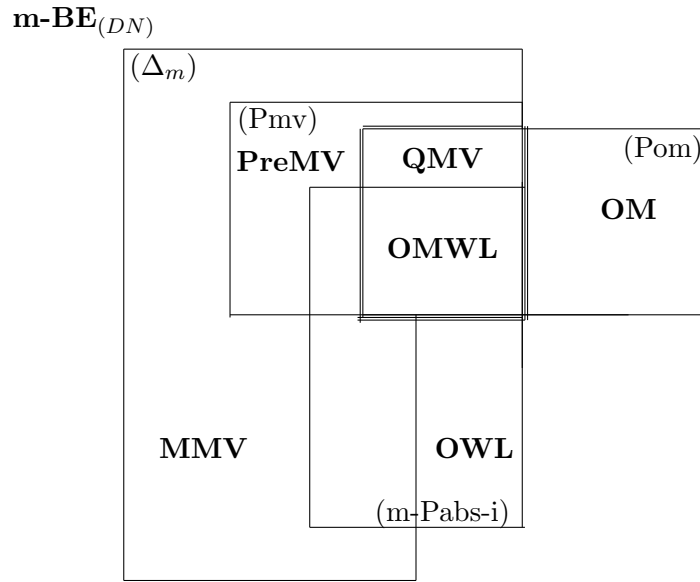 m-BE(DN)
(Δm)
(Pmv)
(Pom)
PreMV
QMV
OM
OMWL
MMV
OWL
(m-Pabs-i)